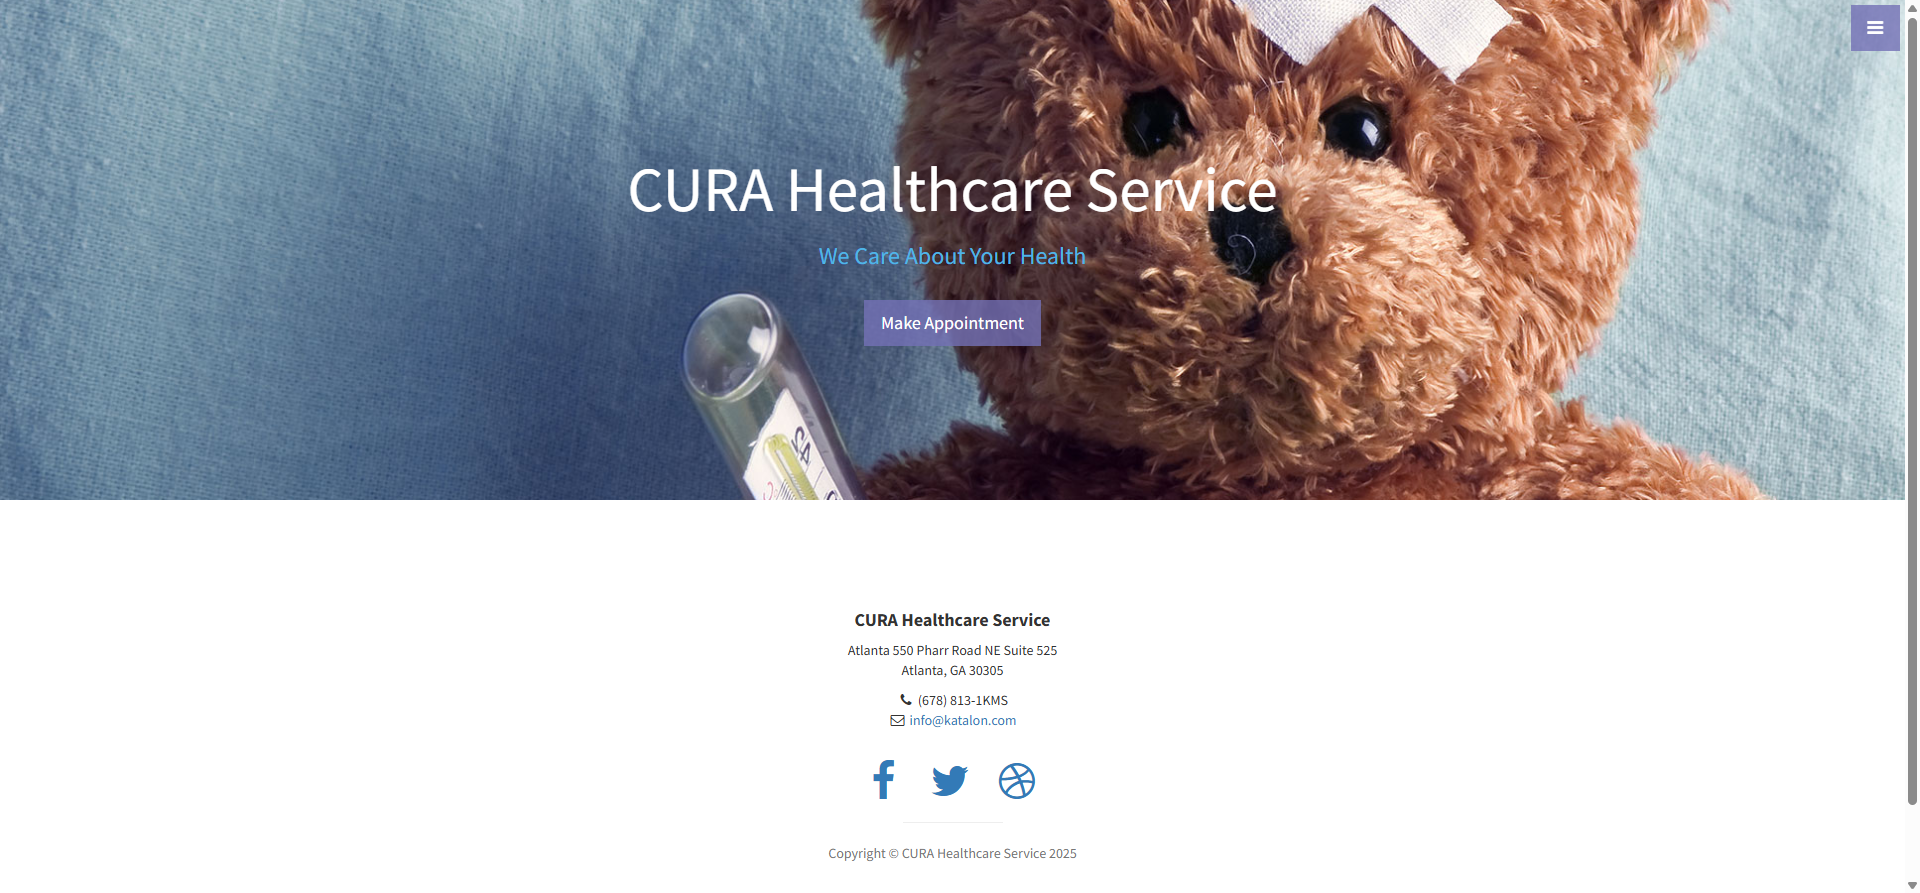 CURA Healthcare Service
We Care About Your Health
Make Appointment
CURA Healthcare Service
Atlanta 550 Pharr Road NE Suite 525
Atlanta, GA 30305
(678) 813-1KMS
info@katalon.com
Copyright © CURA Healthcare Service 2025